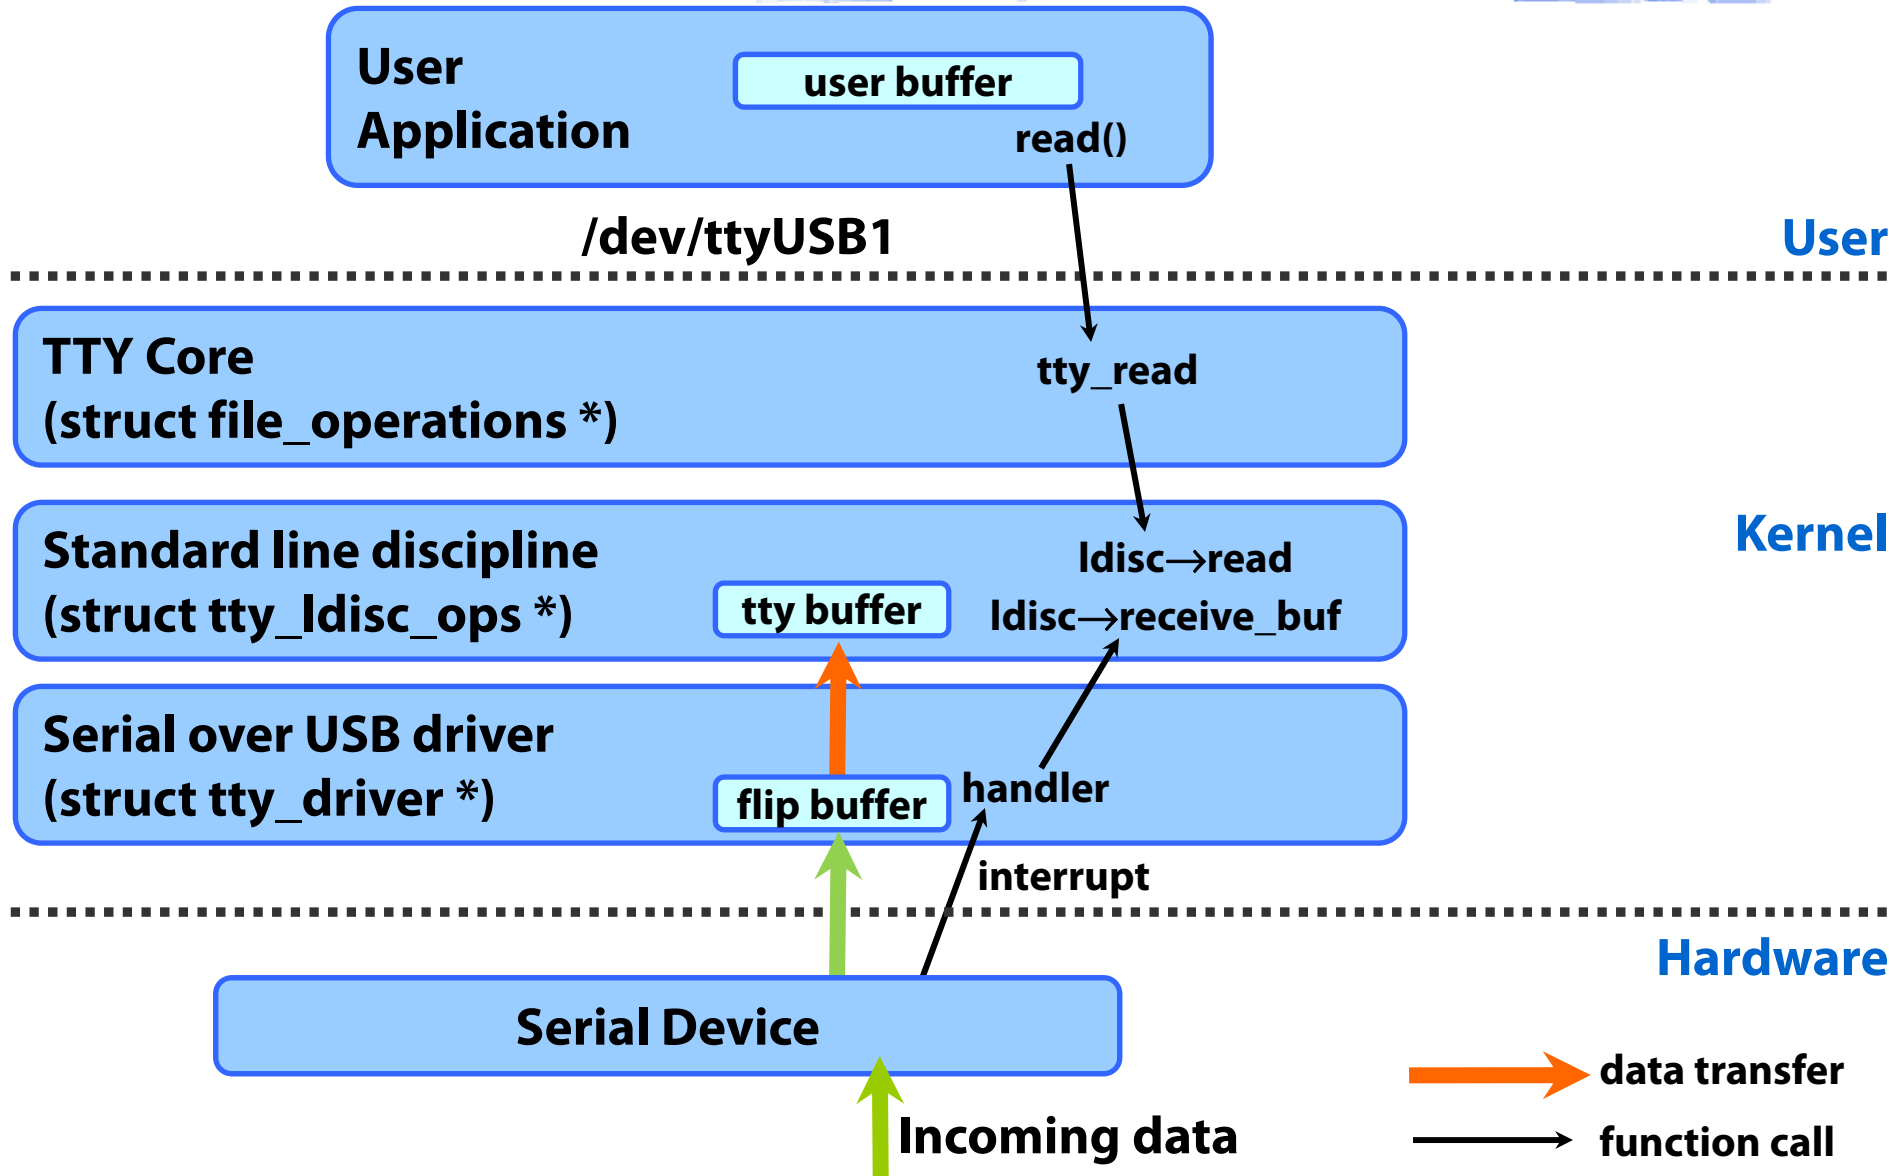 User
Application
user buffer
read()
/dev/ttyUSB1
User
TTY Core
(struct file_operations *)
tty_read
Kernel
Standard line discipline
(struct tty_ldisc_ops *)
tty buffer
ldisc→read
ldisc→receive_buf
Serial over USB driver
(struct tty_driver *)
flip buffer
handler
interrupt
Hardware
Serial Device
Incoming data
data transfer
function call